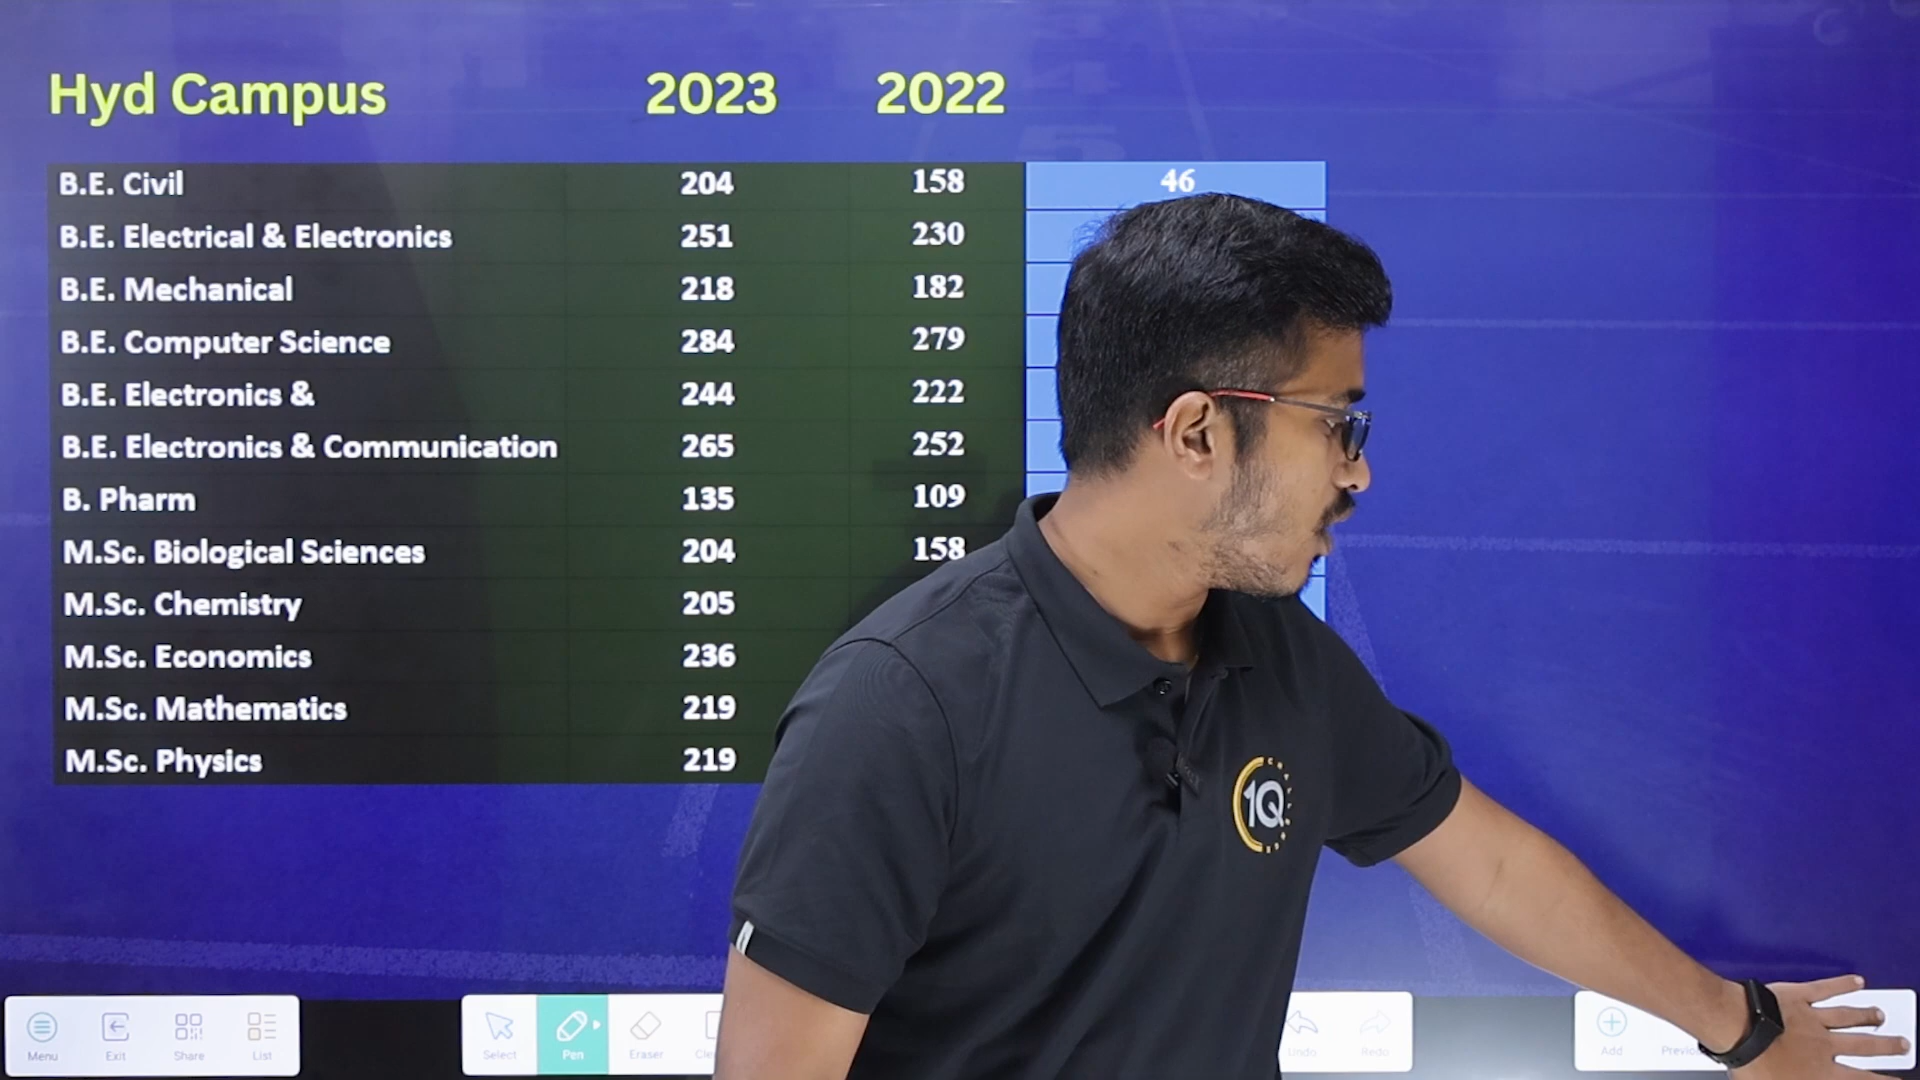 Hyd Campus 2023 2022
B.E. Civil 204 158 46
B.E. Electrical & Electronics 251 230
B.E. Mechanical 218 182
B.E. Computer Science 284 279
B.E. Electronics & 244 222
B.E. Electronics & Communication 265 252
B. Pharm 135 109
M.Sc. Biological Sciences 204 158
M.Sc. Chemistry 205
M.Sc. Economics 236
M.Sc. Mathematics 219
M.Sc. Physics 219
1Q
Menu Exit Share List Select Pen Eraser Undo Redo Add